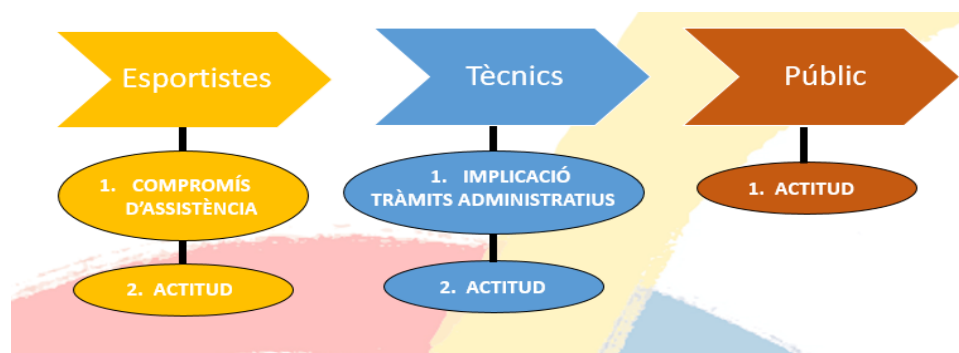 Esportistes
Tècnics
Públic
1. COMPROMÍS
D'ASSISTÈNCIA
1. IMPLICACIÓ
TRÀMITS ADMINISTRATIUS
1. ACTITUD
2. ACTITUD
2. ACTITUD